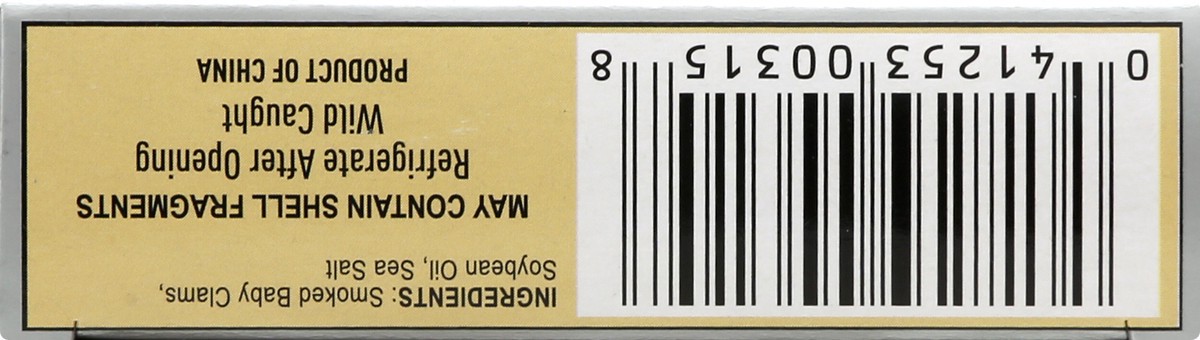 INGREDIENTS: Smoked Baby Clams,
Soybean Oil, Sea Salt
MAY CONTAIN SHELL FRAGMENTS
Refrigerate After Opening
Wild Caught
PRODUCT OF CHINA
0 41253 00315 8